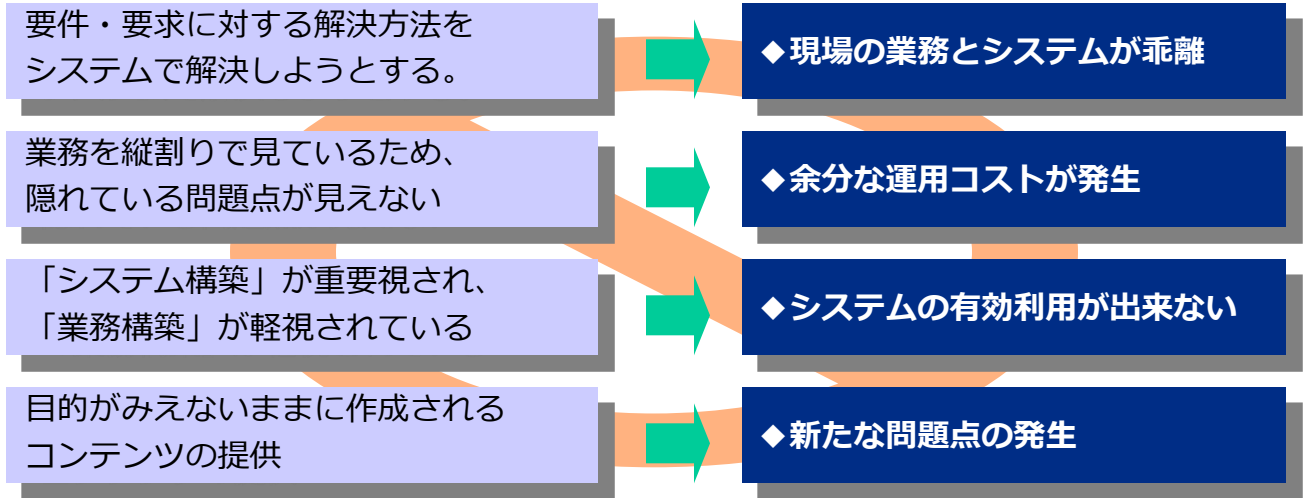 要件・要求に対する解決方法を
システムで解決しようとする。
◆現場の業務とシステムが乖離
業務を縦割りで見ているため、
隠れている問題点が見えない
◆余分な運用コストが発生
「システム構築」が重要視され、
「業務構築」が軽視されている
◆システムの有効利用が出来ない
目的がみえないままに作成される
コンテンツの提供
◆新たな問題点の発生